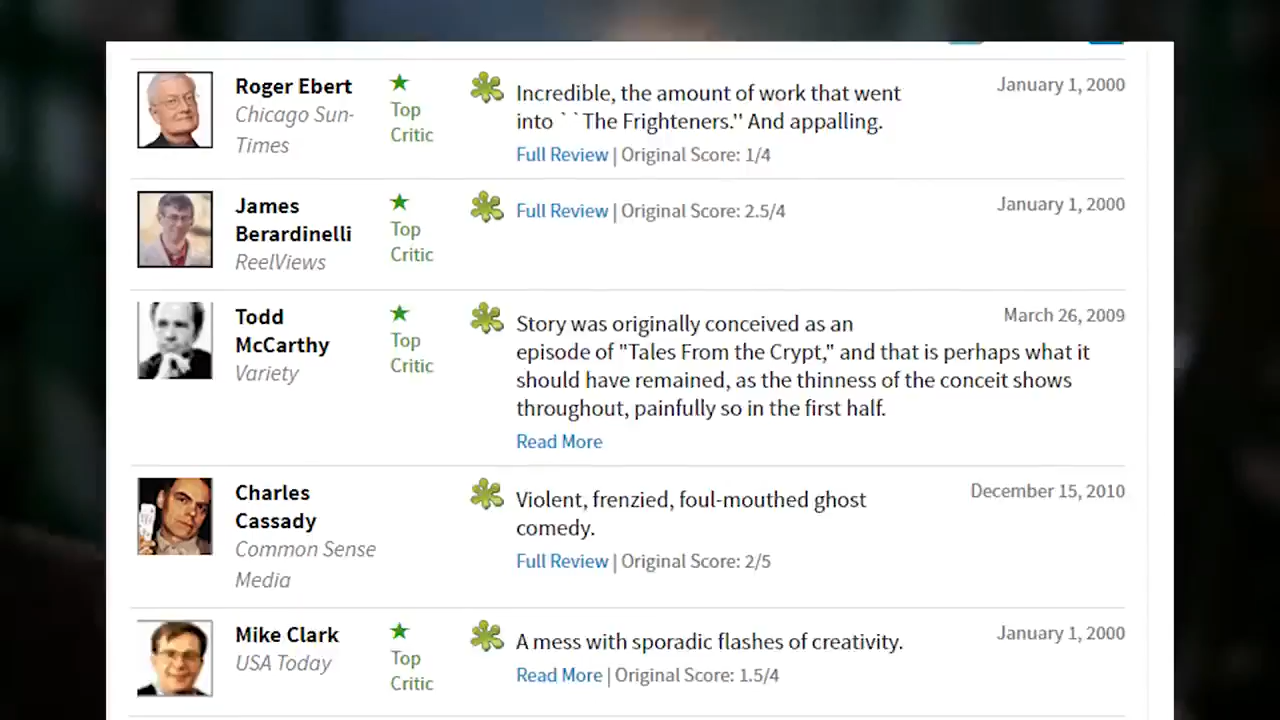 Roger Ebert
Chicago Sun-
Times
★
Top
Critic
Incredible, the amount of work that went
into ``The Frighteners.'' And appalling.
Full Review | Original Score: 1/4
January 1, 2000
James
Berardinelli
ReelViews
★
Top
Critic
Full Review | Original Score: 2.5/4
January 1, 2000
Todd
McCarthy
Variety
★
Top
Critic
Story was originally conceived as an
episode of "Tales From the Crypt," and that is perhaps what it
should have remained, as the thinness of the conceit shows
throughout, painfully so in the first half.
Read More
March 26, 2009
Charles
Cassady
Common Sense
Media
Violent, frenzied, foul-mouthed ghost
comedy.
Full Review | Original Score: 2/5
December 15, 2010
Mike Clark
USA Today
★
Top
Critic
A mess with sporadic flashes of creativity.
Read More | Original Score: 1.5/4
January 1, 2000